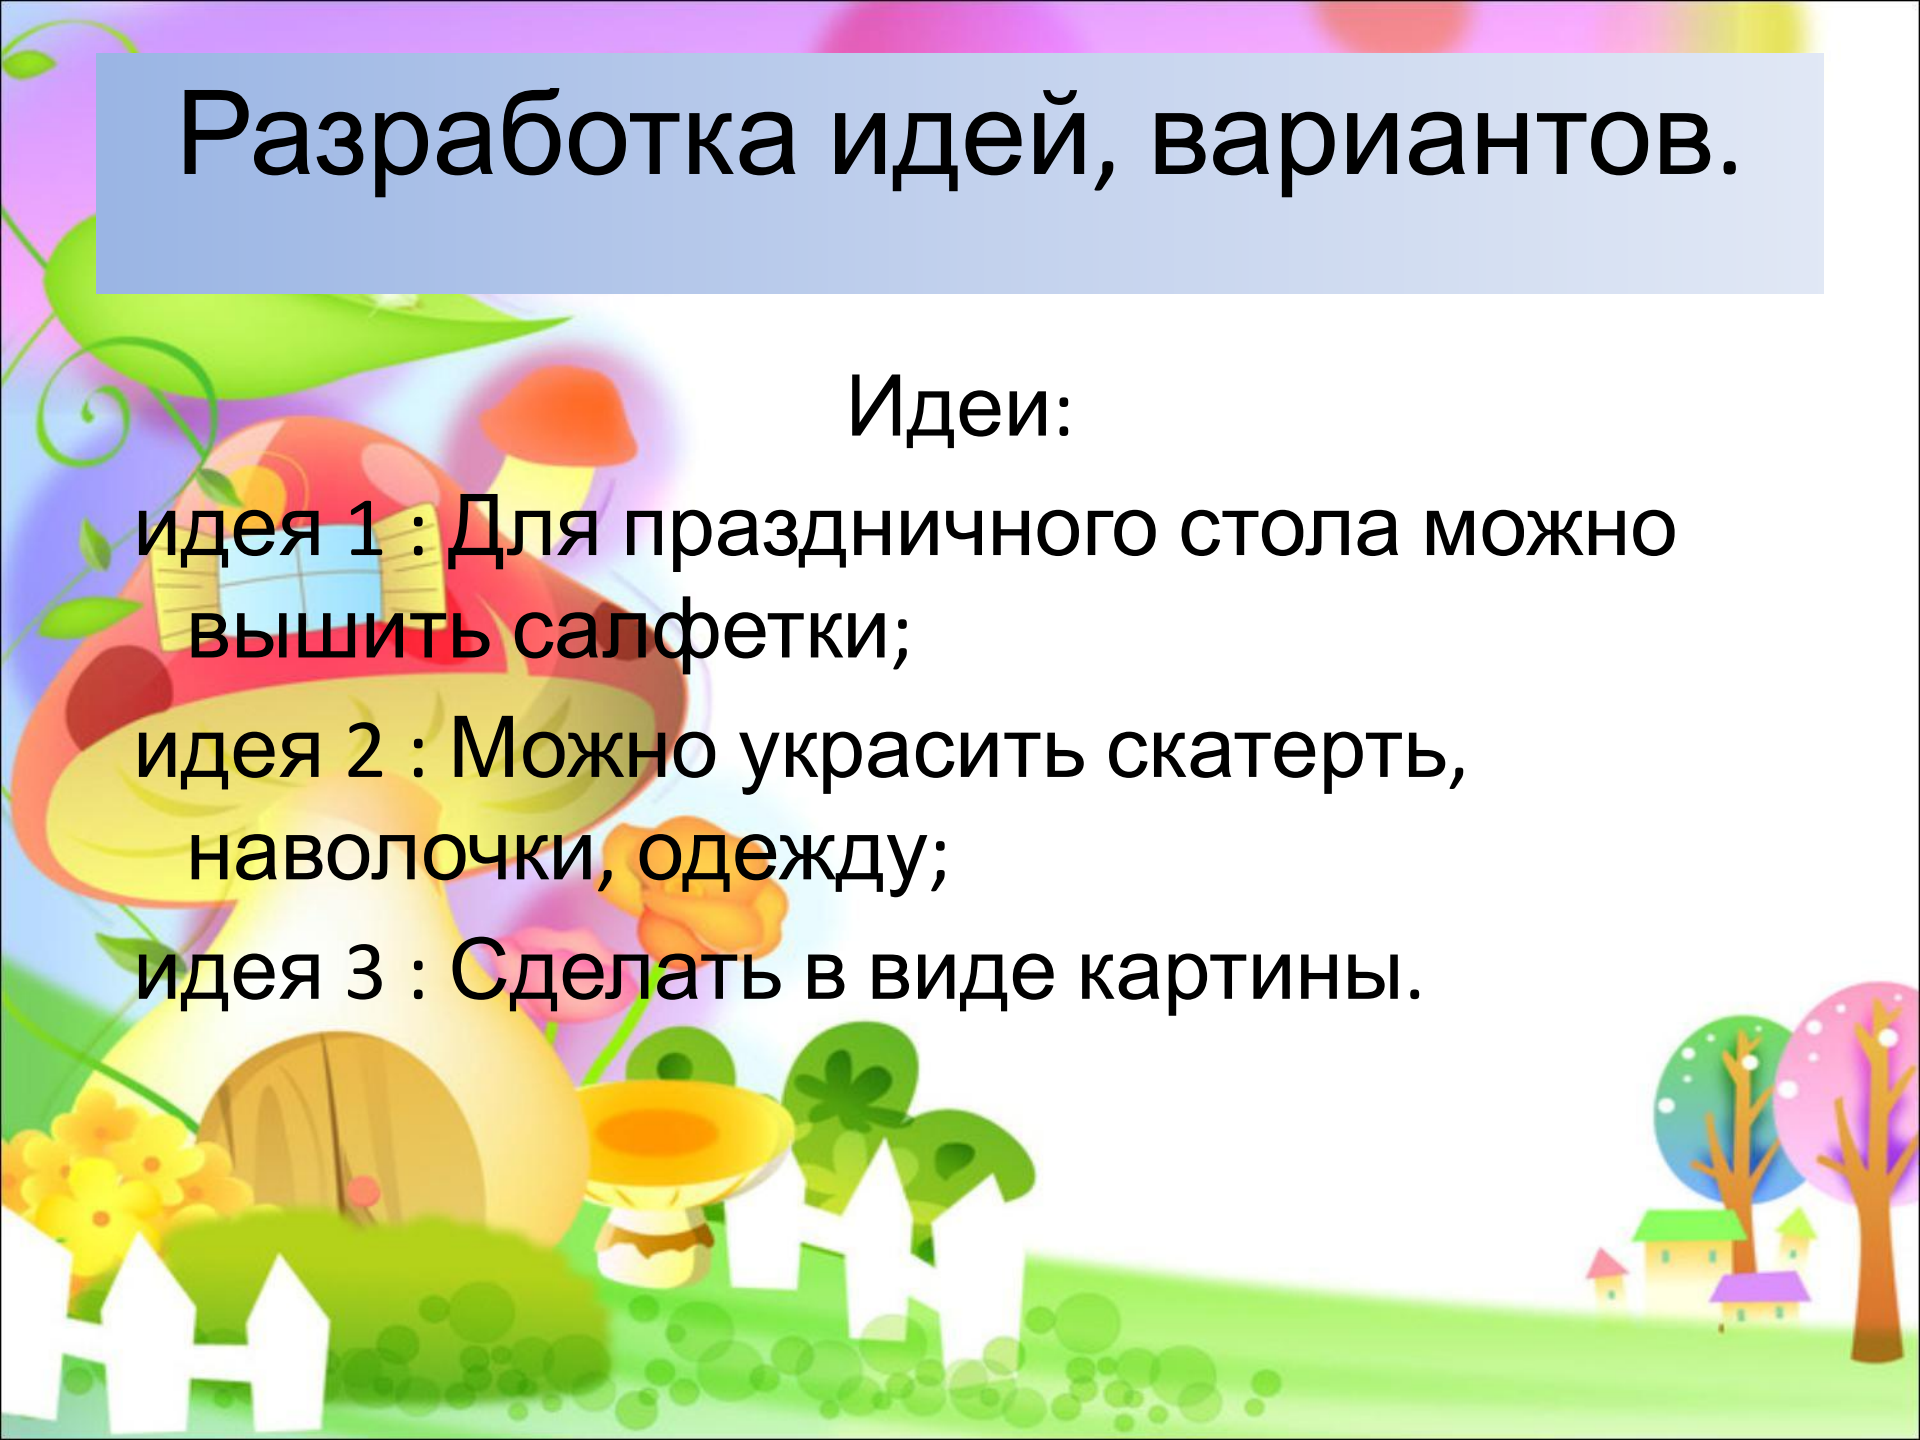 Разработка идей, вариантов.
Идеи:
идея 1 : Для праздничного стола можно
вышить салфетки;
идея 2 : Можно украсить скатерть,
наволочки, одежду;
идея 3 : Сделать в виде картины.